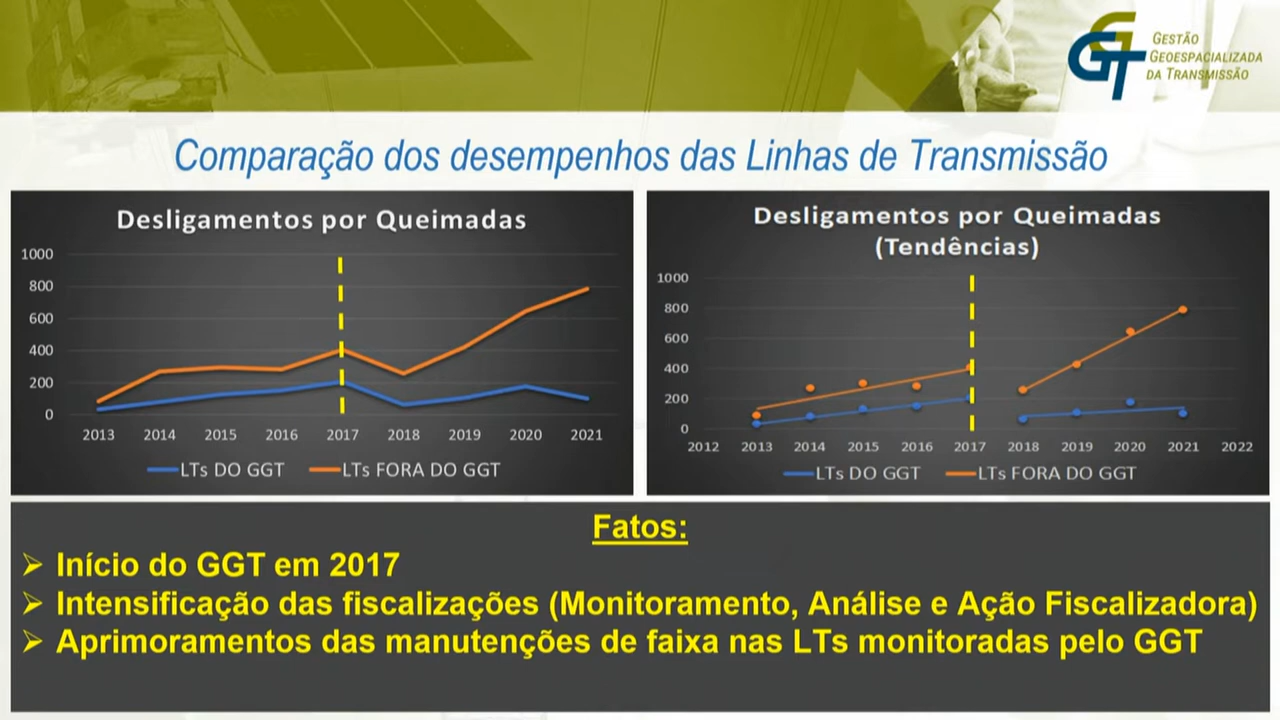 GGT
GESTÃO
GEOESPACIALIZADA
DA TRANSMISSÃO
Comparação dos desempenhos das Linhas de Transmissão
Desligamentos por Queimadas
1000
800
600
400
200
0
2013 2014 2015 2016 2017 2018 2019 2020 2021
LTs DO GGT LTs FORA DO GGT
Desligamentos por Queimadas
(Tendências)
1000
800
600
400
200
0
2012 2013 2014 2015 2016 2017 2018 2019 2020 2021 2022
LTs DO GGT LTs FORA DO GGT
Fatos:
➢ Início do GGT em 2017
➢ Intensificação das fiscalizações (Monitoramento, Análise e Ação Fiscalizadora)
➢ Aprimoramentos das manutenções de faixa nas LTs monitoradas pelo GGT